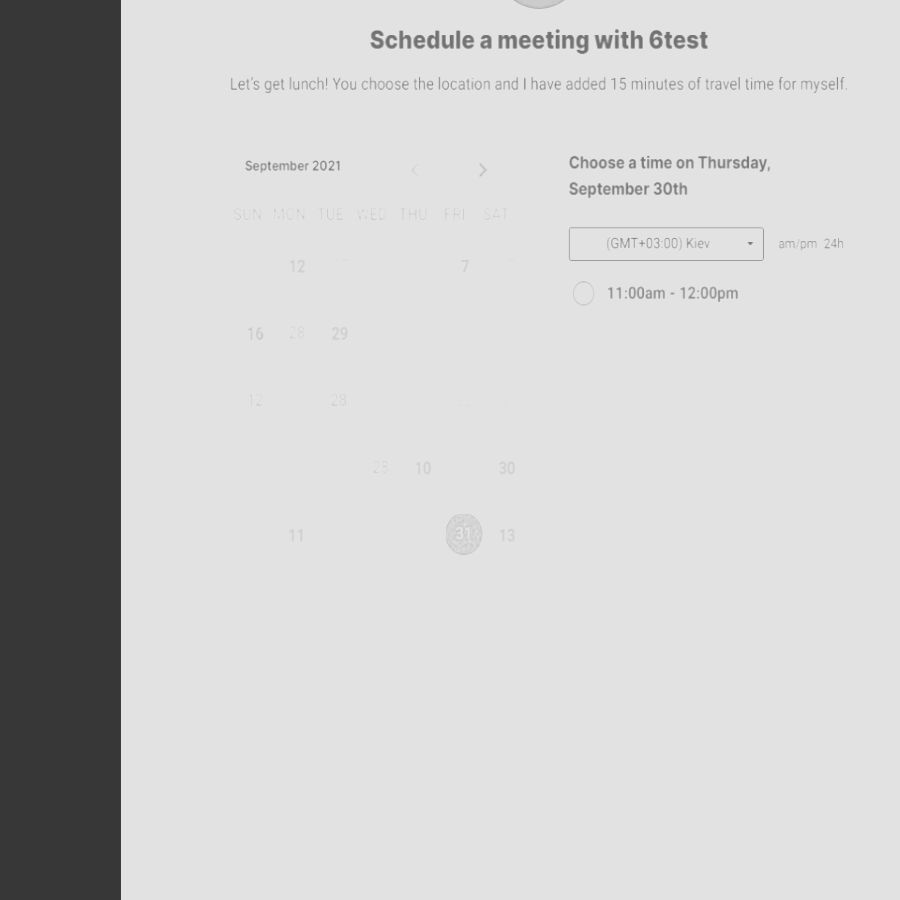 Schedule a meeting with 6test
Let's get lunch! You choose the location and I have added 15 minutes of travel time for myself.
September 2021
SUN MON TUE WED THU FRI SAT
12 7
16 28 29
12 28
28 10 30
11 31 13
Choose a time on Thursday,
September 30th
(GMT+03:00) Kiev am/pm 24h
11:00am - 12:00pm